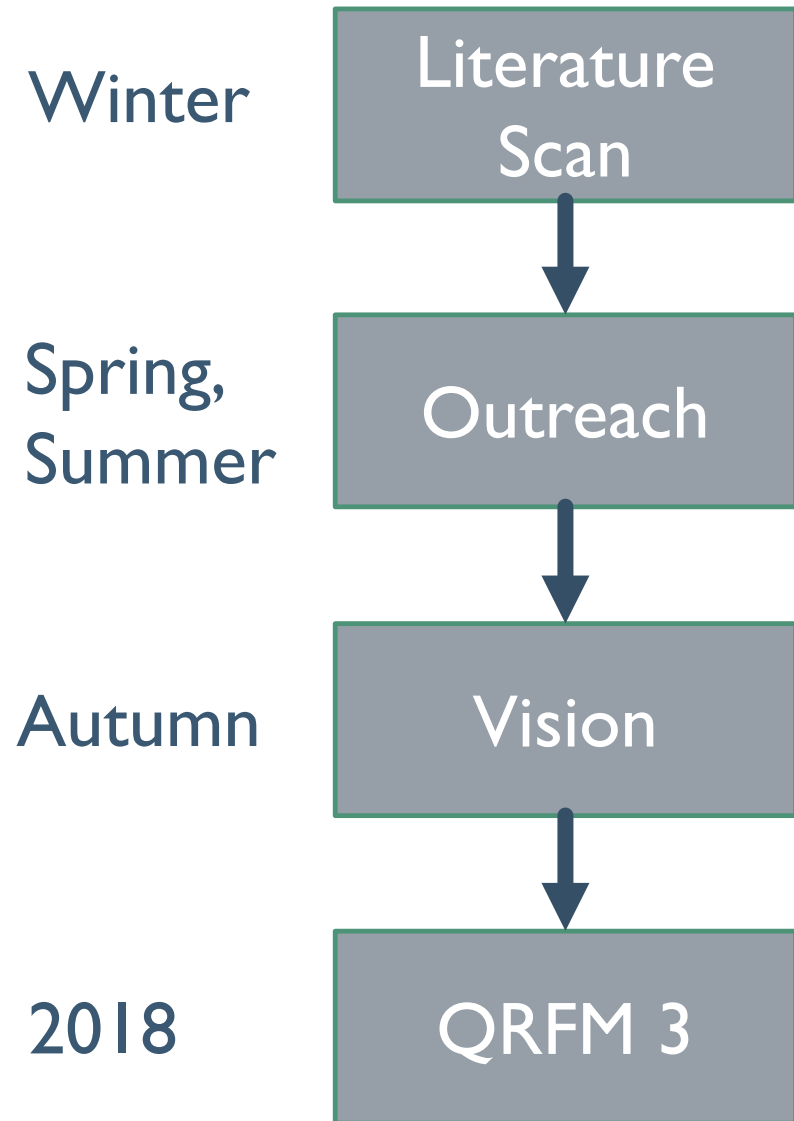 Winter
Literature
Scan
Spring,
Summer
Outreach
Autumn
Vision
2018
QRFM 3